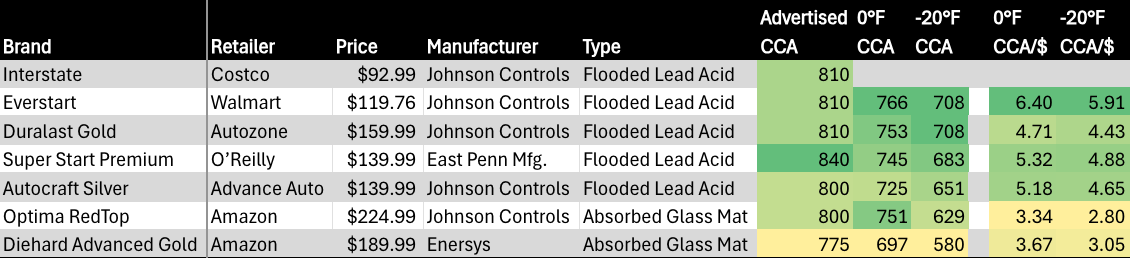 Advertised 0°F -20°F 0°F -20°F
Brand Retailer Price Manufacturer Type CCA CCA CCA CCA/$ CCA/$
Interstate Costco $92.99 Johnson Controls Flooded Lead Acid 810
Everstart Walmart $119.76 Johnson Controls Flooded Lead Acid 810 766 708 6.40 5.91
Duralast Gold Autozone $159.99 Johnson Controls Flooded Lead Acid 810 753 708 4.71 4.43
Super Start Premium O’Reilly $139.99 East Penn Mfg. Flooded Lead Acid 840 745 683 5.32 4.88
Autocraft Silver Advance Auto $139.99 Johnson Controls Flooded Lead Acid 800 725 651 5.18 4.65
Optima RedTop Amazon $224.99 Johnson Controls Absorbed Glass Mat 800 751 629 3.34 2.80
Diehard Advanced Gold Amazon $189.99 Enersys Absorbed Glass Mat 775 697 580 3.67 3.05